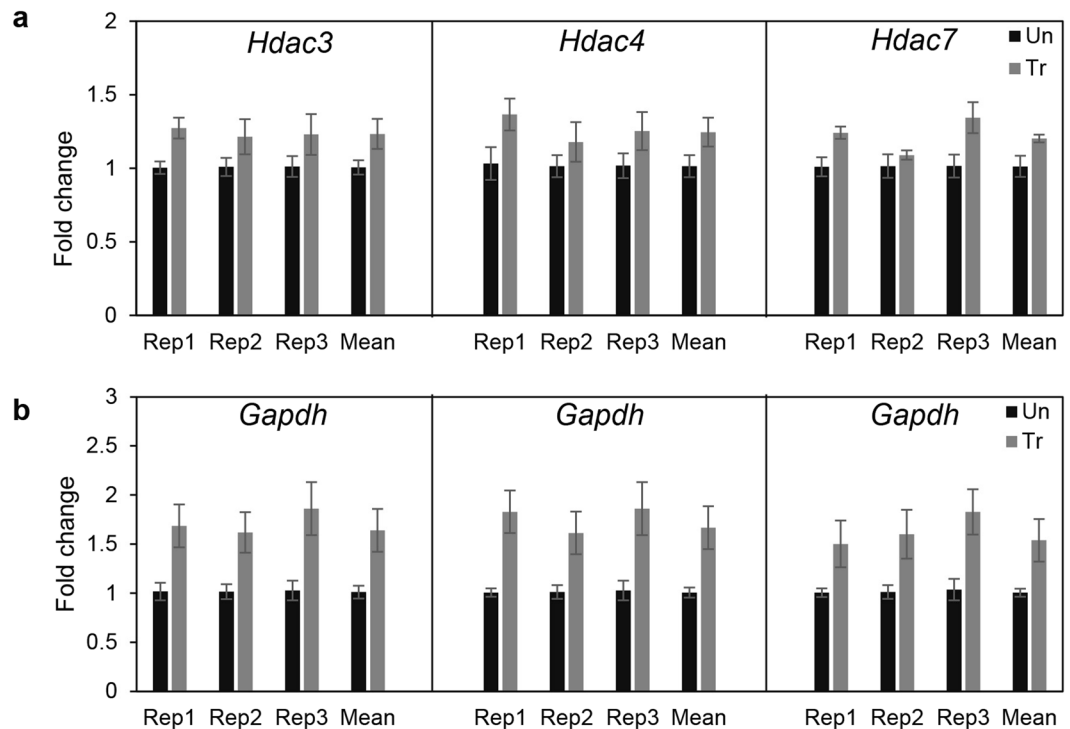 a
Hdac3 Hdac4 Hdac7
Un
Tr
Fold change
2
1.5
1
0.5
0
Rep1 Rep2 Rep3 Mean Rep1 Rep2 Rep3 Mean Rep1 Rep2 Rep3 Mean
b
Gapdh Gapdh Gapdh
Un
Tr
Fold change
3
2.5
2
1.5
1
0.5
0
Rep1 Rep2 Rep3 Mean Rep1 Rep2 Rep3 Mean Rep1 Rep2 Rep3 Mean